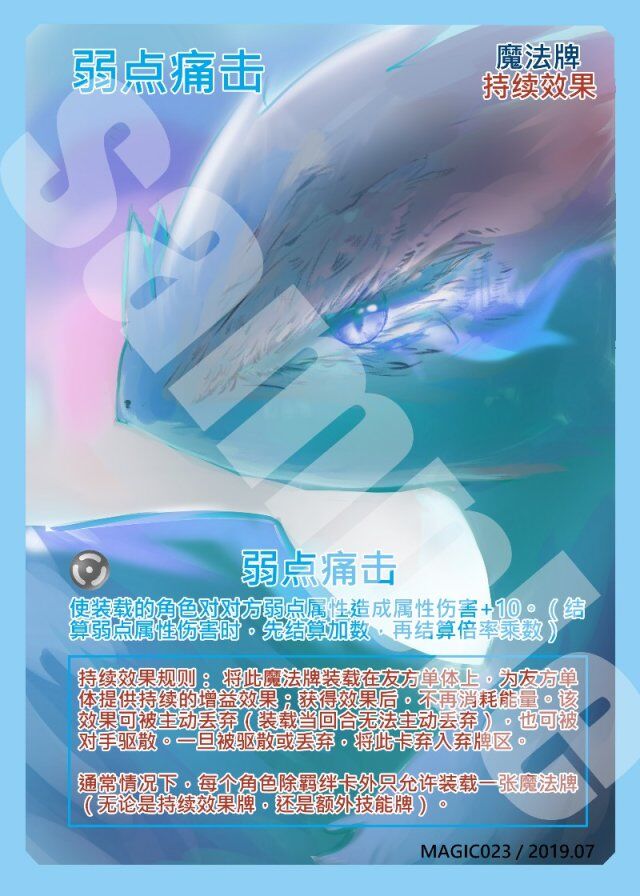 弱点痛击
魔法牌
持续效果
Sample
弱点痛击
使装载的角色对对方弱点属性造成属性伤害+10。（结
算弱点属性伤害时，先结算加数，再结算倍率乘数）
持续效果规则：将此魔法牌装载在友方单体上，为友方单
体提供持续的增益效果；获得效果后，不再消耗能量。该
效果可被主动丢弃（装载当回合无法主动丢弃），也可被
对手驱散。一旦被驱散或丢弃，将此卡弃入弃牌区。
通常情况下，每个角色除羁绊卡外只允许装载一张魔法牌
（无论是持续效果牌，还是额外技能牌）。
MAGIC023 / 2019.07